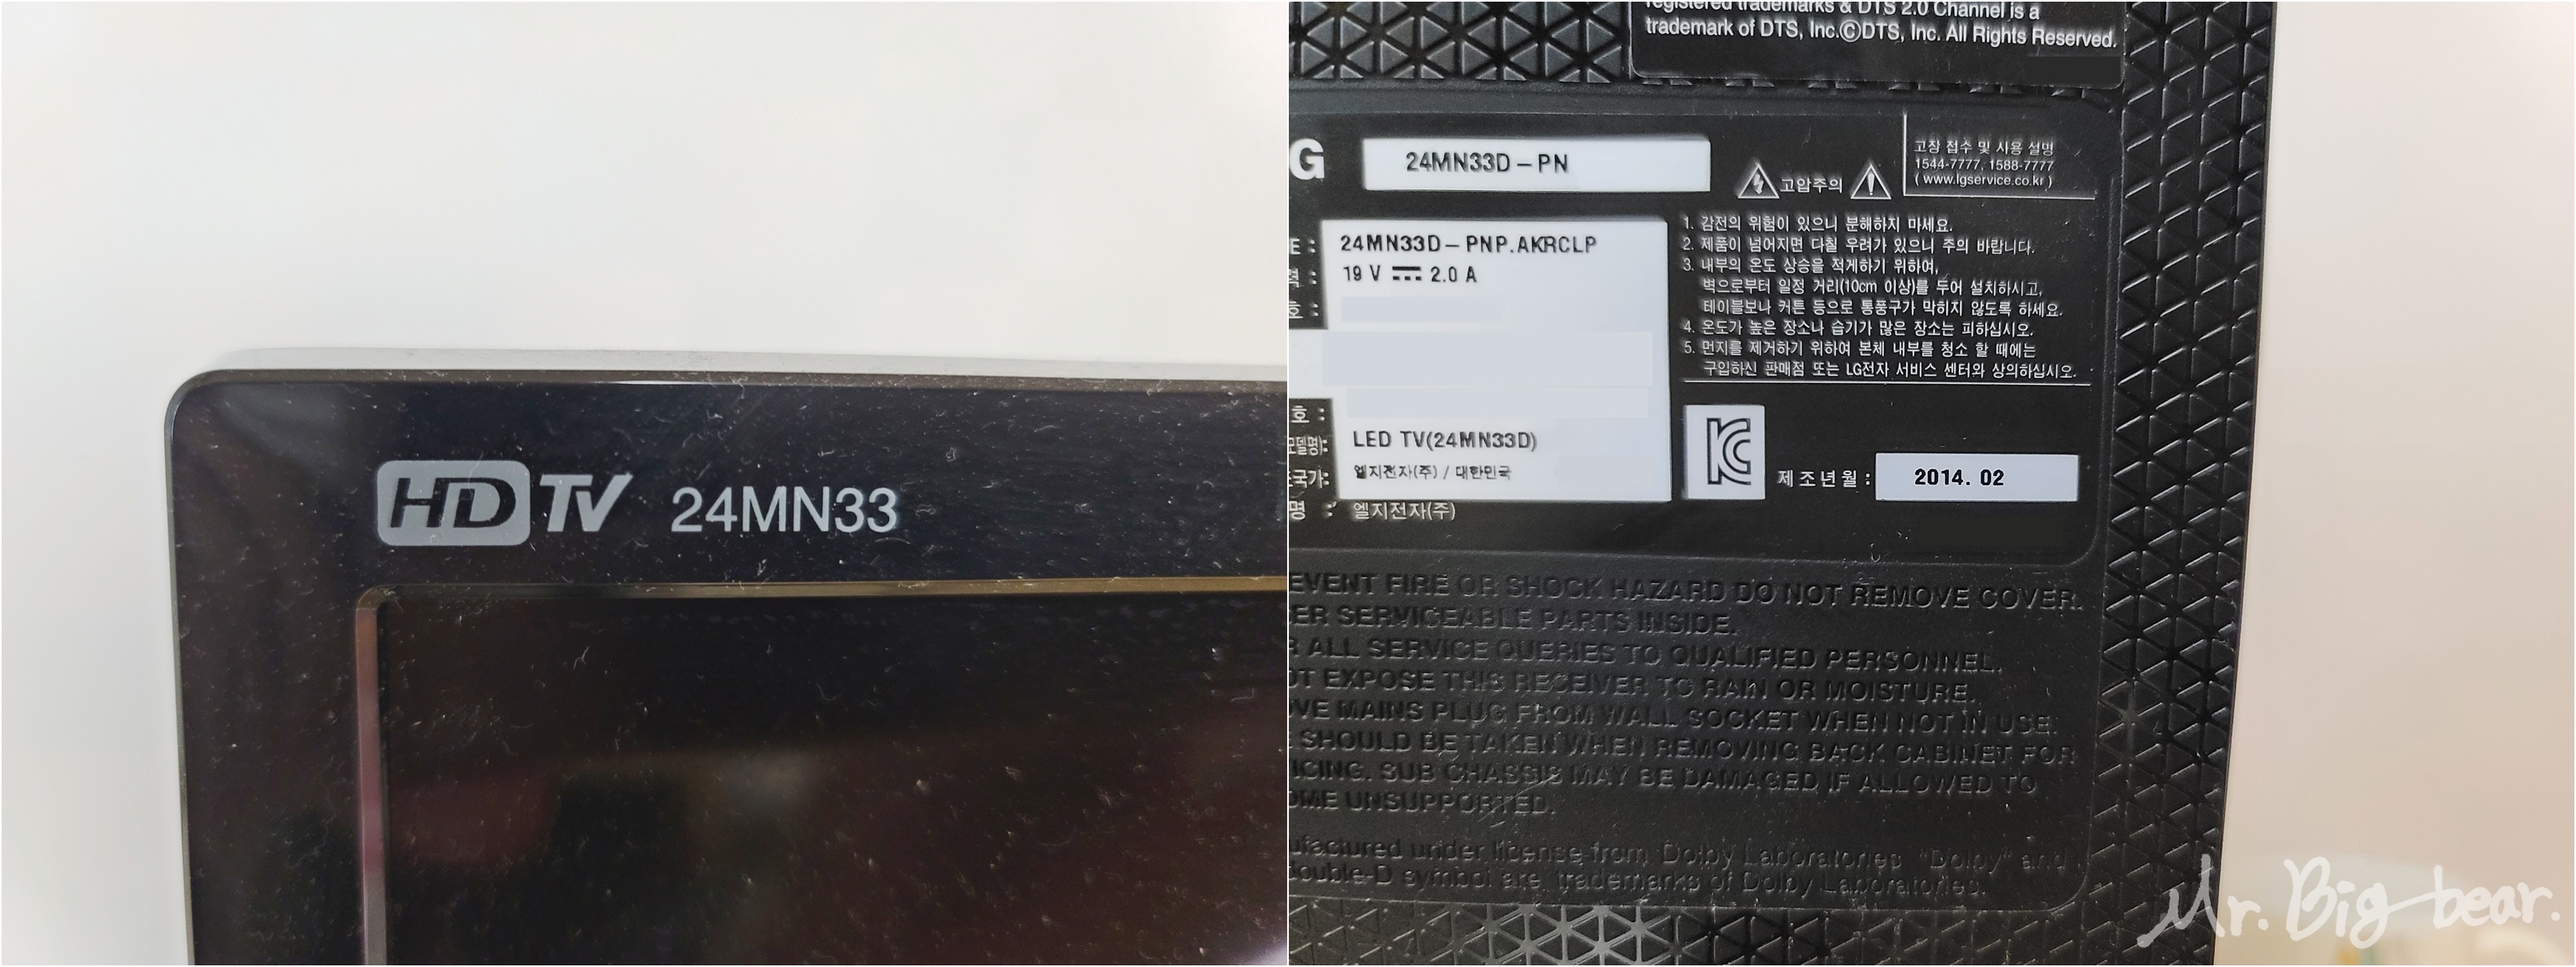 HD TV 24MN33
registered trademarks & DTS 2.0 Channel is a
trademark of DTS, Inc.ⒸDTS, Inc. All Rights Reserved.
G 24MN33D-PN
고압주의
고장 접수 및 사용 설명
1544-7777, 1588-7777
( www.lgservice.co.kr )
E : 24MN33D-PNP.AKRCLP
력 : 19 V ⎓ 2.0 A
호 :
호 :
모델명): LED TV(24MN33D)
국가: 엘지전자(주) / 대한민국
명 : 엘지전자(주)
1. 감전의 위험이 있으니 분해하지 마세요.
2. 제품이 넘어지면 다칠 우려가 있으니 주의 바랍니다.
3. 내부의 온도 상승을 적게하기 위하여,
벽으로부터 일정 거리(10cm 이상)를 두어 설치하시고,
테이블보나 커튼 등으로 통풍구가 막히지 않도록 하세요.
4. 온도가 높은 장소나 습기가 많은 장소는 피하십시오.
5. 먼지를 제거하기 위하여 본체 내부를 청소 할 때에는
구입하신 판매점 또는 LG전자 서비스 센터와 상의하십시오.
제조년월 : 2014. 02
EVENT FIRE OR SHOCK HAZARD DO NOT REMOVE COVER.
ER SERVICEABLE PARTS INSIDE.
R ALL SERVICE QUERIES TO QUALIFIED PERSONNEL.
OT EXPOSE THIS RECEIVER TO RAIN OR MOISTURE.
OVE MAINS PLUG FROM WALL SOCKET WHEN NOT IN USE.
SHOULD BE TAKEN WHEN REMOVING BACK CABINET FOR
ICING. SUB CHASSIS MAY BE DAMAGED IF ALLOWED TO
OME UNSUPPORTED.
ufactured under license from Dolby Laboratories "Dolby" and
double-D symbol are trademarks of Dolby Laboratories.
Mr. Big-bear.